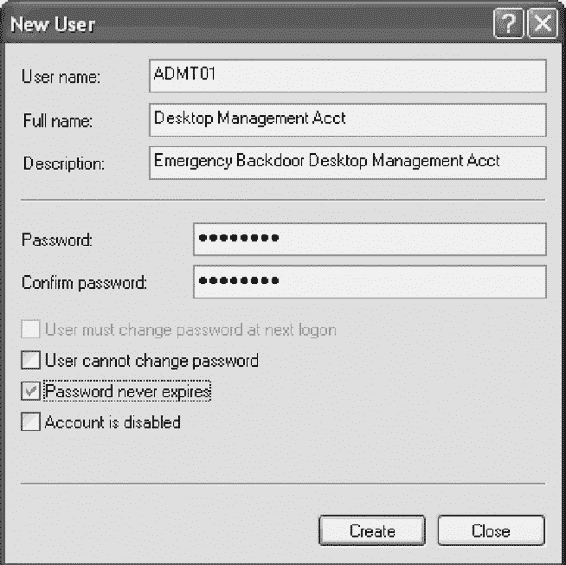 New User
User name: ADMT01
Full name: Desktop Management Acct
Description: Emergency Backdoor Desktop Management Acct
Password: ●●●●●●●●
Confirm password: ●●●●●●●●
User must change password at next logon
User cannot change password
Password never expires
Account is disabled
Create Close